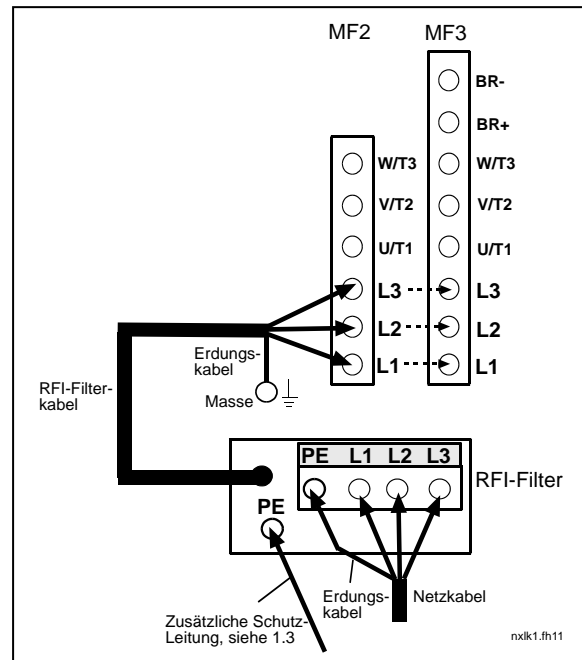 MF2
MF3
BR-
BR+
W/T3
W/T3
V/T2
V/T2
U/T1
U/T1
L3
L3
L2
L2
L1
L1
Erdungs-
kabel
Masse
RFI-Filter-
kabel
PE L1 L2 L3
RFI-Filter
PE
Erdungs-
kabel
Netzkabel
Zusätzliche Schutz-
Leitung, siehe 1.3
nxlk1.fh11